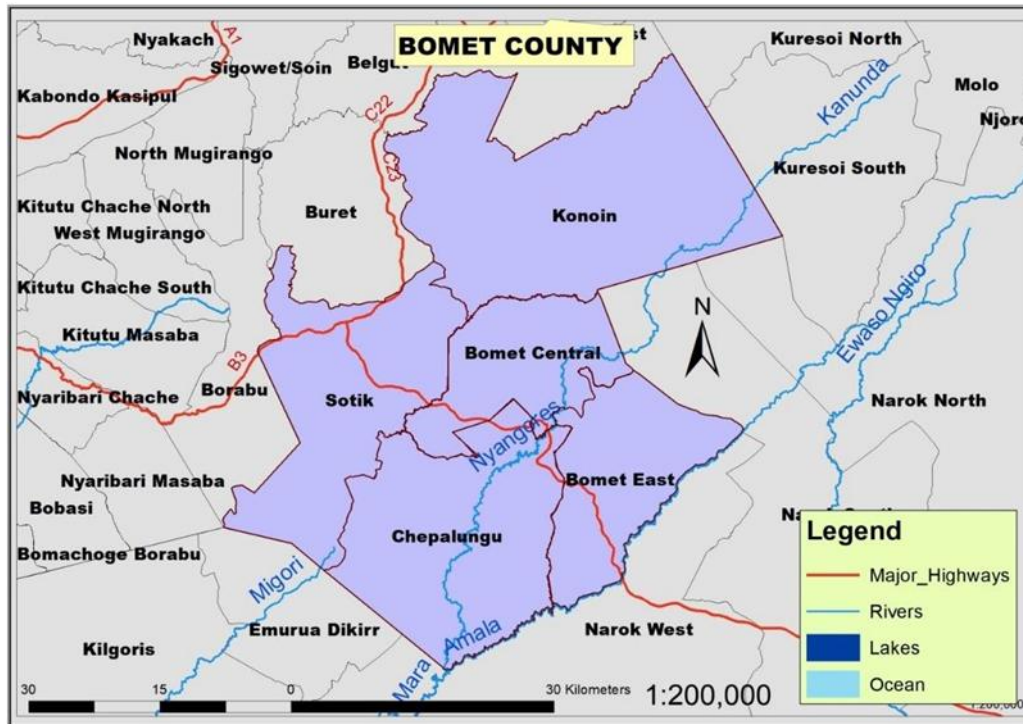 BOMET COUNTY
Nyakach
A1
Sigowet/Soin
Belgut
Kuresoi North
Molo
Kabondo Kasipul
C22
Kanunda
North Mugirango
C23
Kuresoi South
Kitutu Chache North
Buret
Konoin
West Mugirango
Kitutu Chache South
Ewaso Ngiro
N
Kitutu Masaba
Bomet Central
B3
Nyaribari Chache
Borabu
Sotik
Narok North
Nyangores
Nyaribari Masaba
Bomet East
Bobasi
Chepalungu
Bomachoge Borabu
Migori
Emurua Dikirr
Amala
Narok West
Kilgoris
Mara
Legend
Major_Highways
Rivers
Lakes
Ocean
30 15 0 30 Kilometers
1:200,000